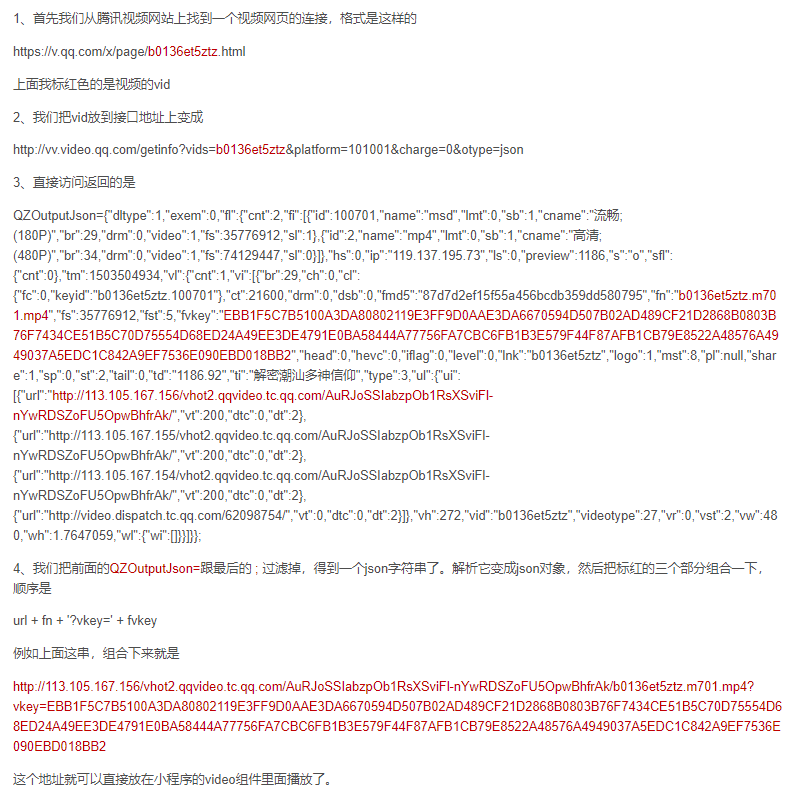 1、首先我们从腾讯视频网站上找到一个视频网页的连接，格式是这样的
https://v.qq.com/x/page/b0136et5ztz.html
上面我标红色的是视频的vid
2、我们把vid放到接口地址上变成
http://vv.video.qq.com/getinfo?vids=b0136et5ztz&platform=101001&charge=0&otype=json
3、直接访问返回的是
QZOutputJson={"dltype":1,"exem":0,"fl":{"cnt":2,"fi":[{"id":100701,"name":"msd","lmt":0,"sb":1,"cname":"流畅;
(180P)","br":29,"drm":0,"video":1,"fs":35776912,"sl":1},{"id":2,"name":"mp4","lmt":0,"sb":1,"cname":"高清;
(480P)","br":34,"drm":0,"video":1,"fs":74129447,"sl":0}]},"hs":0,"ip":"119.137.195.73","ls":0,"preview":1186,"s":"o","sfl":
{"cnt":0},"tm":1503504934,"vl":{"cnt":1,"vi":[{"br":29,"ch":0,"cl":
{"fc":0,"keyid":"b0136et5ztz.100701"},"ct":21600,"drm":0,"dsb":0,"fmd5":"87d7d2ef15f55a456bcdb359dd580795","fn":"b0136et5ztz.m70
1.mp4","fs":35776912,"fst":5,"fvkey":"EBB1F5C7B5100A3DA80802119E3FF9D0AAE3DA6670594D507B02AD489CF21D2868B0803B
76F7434CE51B5C70D75554D68ED24A49EE3DE4791E0BA58444A77756FA7CBC6FB1B3E579F44F87AFB1CB79E8522A48576A4
949037A5EDC1C842A9EF7536E090EBD018BB2","head":0,"hevc":0,"iflag":0,"level":0,"lnk":"b0136et5ztz","logo":1,"mst":8,"pl":null,"shar
e":1,"sp":0,"st":2,"tail":0,"td":"1186.92","ti":"解密潮汕多神信仰","type":3,"ul":{"ui":
[{"url":"http://113.105.167.156/vhot2.qqvideo.tc.qq.com/AuRJoSSIabzpOb1RsXSviFI-
nYwRDSZoFU5OpwBhfrAk/","vt":200,"dtc":0,"dt":2},
{"url":"http://113.105.167.155/vhot2.qqvideo.tc.qq.com/AuRJoSSIabzpOb1RsXSviFI-
nYwRDSZoFU5OpwBhfrAk/","vt":200,"dtc":0,"dt":2},
{"url":"http://113.105.167.154/vhot2.qqvideo.tc.qq.com/AuRJoSSIabzpOb1RsXSviFI-
nYwRDSZoFU5OpwBhfrAk/","vt":200,"dtc":0,"dt":2},
{"url":"http://video.dispatch.tc.qq.com/62098754/","vt":0,"dtc":0,"dt":2}]},"vh":272,"vid":"b0136et5ztz","videotype":27,"vr":0,"vst":2,"vw":48
0,"wh":1.7647059,"wl":{"wi":[]}}]}};
4、我们把前面的QZOutputJson=跟最后的 ; 过滤掉，得到一个json字符串了。解析它变成json对象，然后把标红的三个部分组合一下，
顺序是
url + fn + '?vkey=' + fvkey
例如上面这串，组合下来就是
http://113.105.167.156/vhot2.qqvideo.tc.qq.com/AuRJoSSIabzpOb1RsXSviFI-nYwRDSZoFU5OpwBhfrAk/b0136et5ztz.m701.mp4?
vkey=EBB1F5C7B5100A3DA80802119E3FF9D0AAE3DA6670594D507B02AD489CF21D2868B0803B76F7434CE51B5C70D75554D6
8ED24A49EE3DE4791E0BA58444A77756FA7CBC6FB1B3E579F44F87AFB1CB79E8522A48576A4949037A5EDC1C842A9EF7536E
090EBD018BB2
这个地址就可以直接放在小程序的video组件里面播放了。